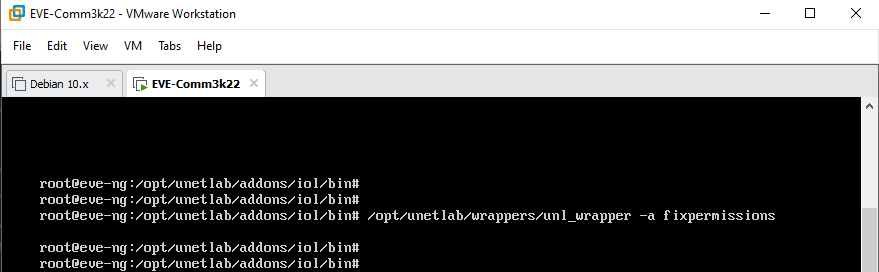 EVE-Comm3k22 - VMware Workstation
File Edit View VM Tabs Help
Debian 10.x EVE-Comm3k22
root@eve-ng:/opt/unetlab/addons/iol/bin#
root@eve-ng:/opt/unetlab/addons/iol/bin#
root@eve-ng:/opt/unetlab/addons/iol/bin# /opt/unetlab/wrappers/unl_wrapper -a fixpermissions
root@eve-ng:/opt/unetlab/addons/iol/bin#
root@eve-ng:/opt/unetlab/addons/iol/bin#